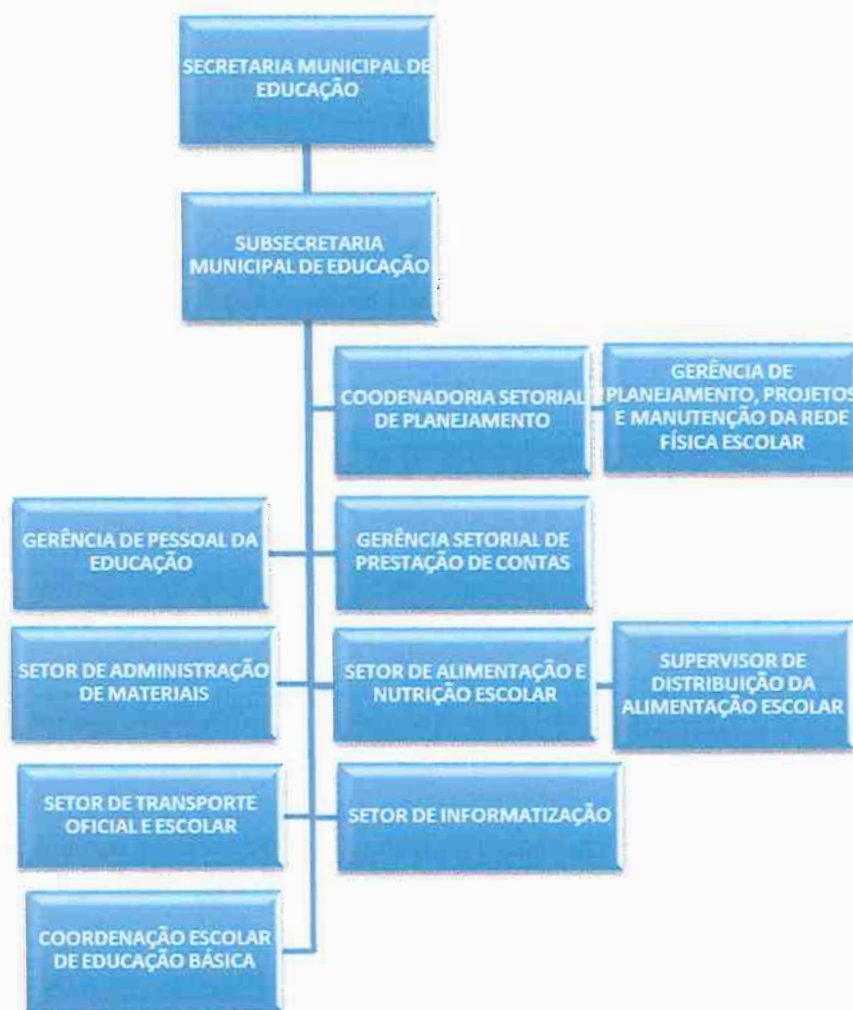 SECRETARIA MUNICIPAL DE
EDUCAÇÃO
SUBSECRETARIA
MUNICIPAL DE EDUCAÇÃO
COODENADORIA SETORIAL
DE PLANEJAMENTO
GERÊNCIA DE
PLANEJAMENTO, PROJETOS
E MANUTENÇÃO DA REDE
FÍSICA ESCOLAR
GERÊNCIA DE PESSOAL DA
EDUCAÇÃO
GERÊNCIA SETORIAL DE
PRESTAÇÃO DE CONTAS
SETOR DE ADMINISTRAÇÃO
DE MATERIAIS
SETOR DE ALIMENTAÇÃO E
NUTRIÇÃO ESCOLAR
SUPERVISOR DE
DISTRIBUIÇÃO DA
ALIMENTAÇÃO ESCOLAR
SETOR DE TRANSPORTE
OFICIAL E ESCOLAR
SETOR DE INFORMATIZAÇÃO
COORDENAÇÃO ESCOLAR
DE EDUCAÇÃO BÁSICA